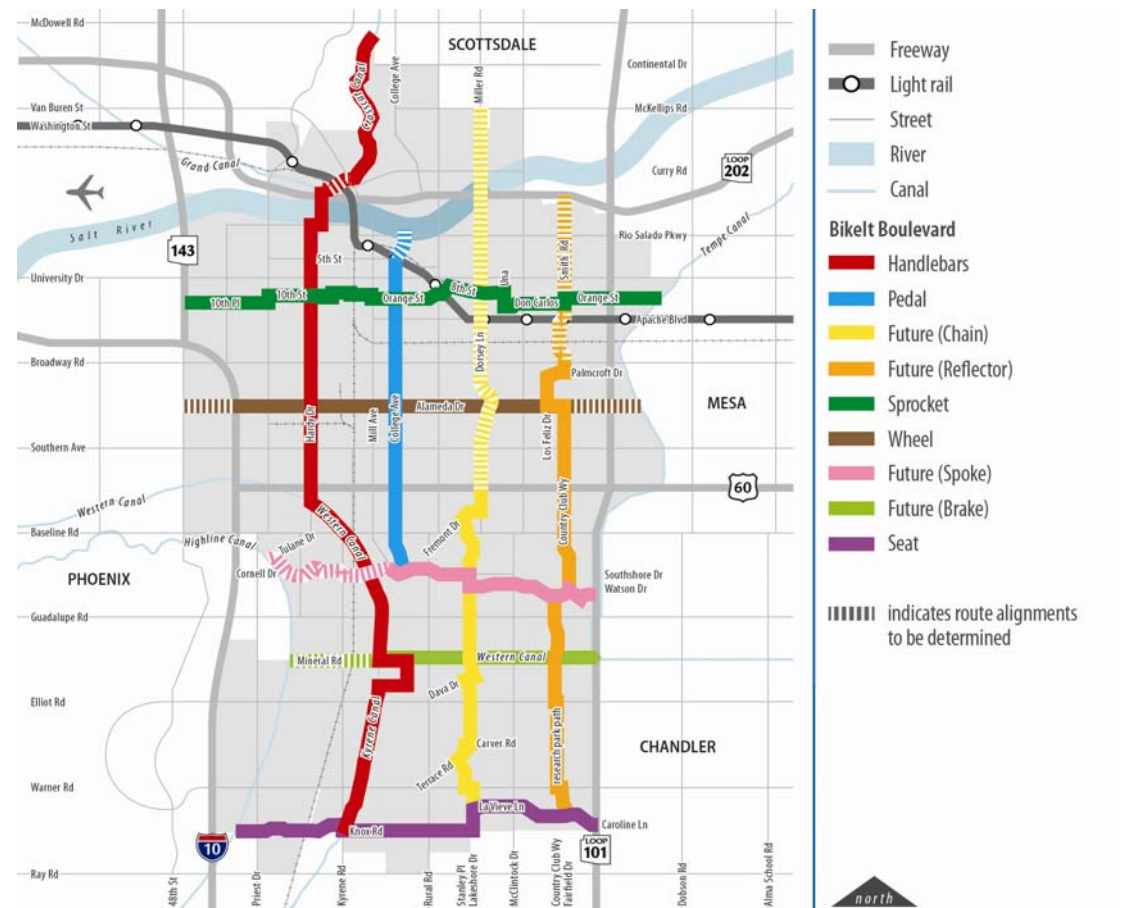 McDowell Rd
SCOTTSDALE
College Ave
Miller Rd
Continental Dr
Crosscut Canal
Van Buren St
McKellips Rd
Washington St
Grand Canal
Curry Rd
LOOP
202
Salt River
143
Rio Salado Pkwy
Tempe Canal
5th St
Smith Rd
University Dr
Una
10th Pl
10th St
Orange St
8th St
Don Carlos
Orange St
Apache Blvd
Broadway Rd
Dorsey Ln
Palmcroft Dr
Hardy Dr
Mill Ave
College Ave
Alameda Dr
MESA
Los Feliz Dr
Southern Ave
60
Western Canal
Western Canal
Country Club Wy
Baseline Rd
Highline Canal
Tulane Dr
Fremont Dr
PHOENIX
Cornell Dr
Southshore Dr
Watson Dr
Guadalupe Rd
Mineral Rd
Western Canal
Dava Dr
Elliot Rd
Kyrene Canal
Carver Rd
research park path
CHANDLER
Terrace Rd
Warner Rd
La Vieve Ln
Knox Rd
Caroline Ln
10
LOOP
101
Ray Rd
48th St
Priest Dr
Kyrene Rd
Rural Rd
Stanley Pl
Lakeshore Dr
McClintock Dr
Country Club Wy
Fairfield Dr
Dobson Rd
Alma School Rd
Freeway
Light rail
Street
River
Canal
BikeIt Boulevard
Handlebars
Pedal
Future (Chain)
Future (Reflector)
Sprocket
Wheel
Future (Spoke)
Future (Brake)
Seat
indicates route alignments
to be determined
north